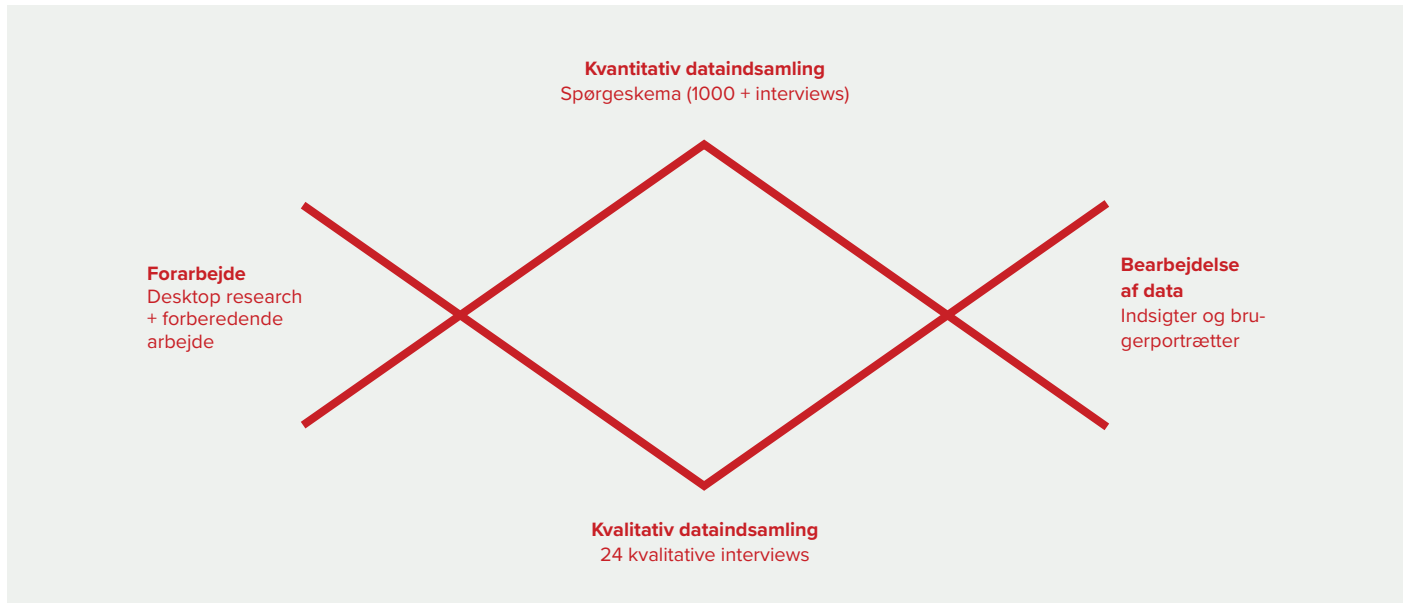 Kvantitativ dataindsamling
Spørgeskema (1000 + interviews)
Forarbejde
Desktop research
+ forberedende
arbejde
Bearbejdelse
af data
Indsigter og bru-
gerportrætter
Kvalitativ dataindsamling
24 kvalitative interviews